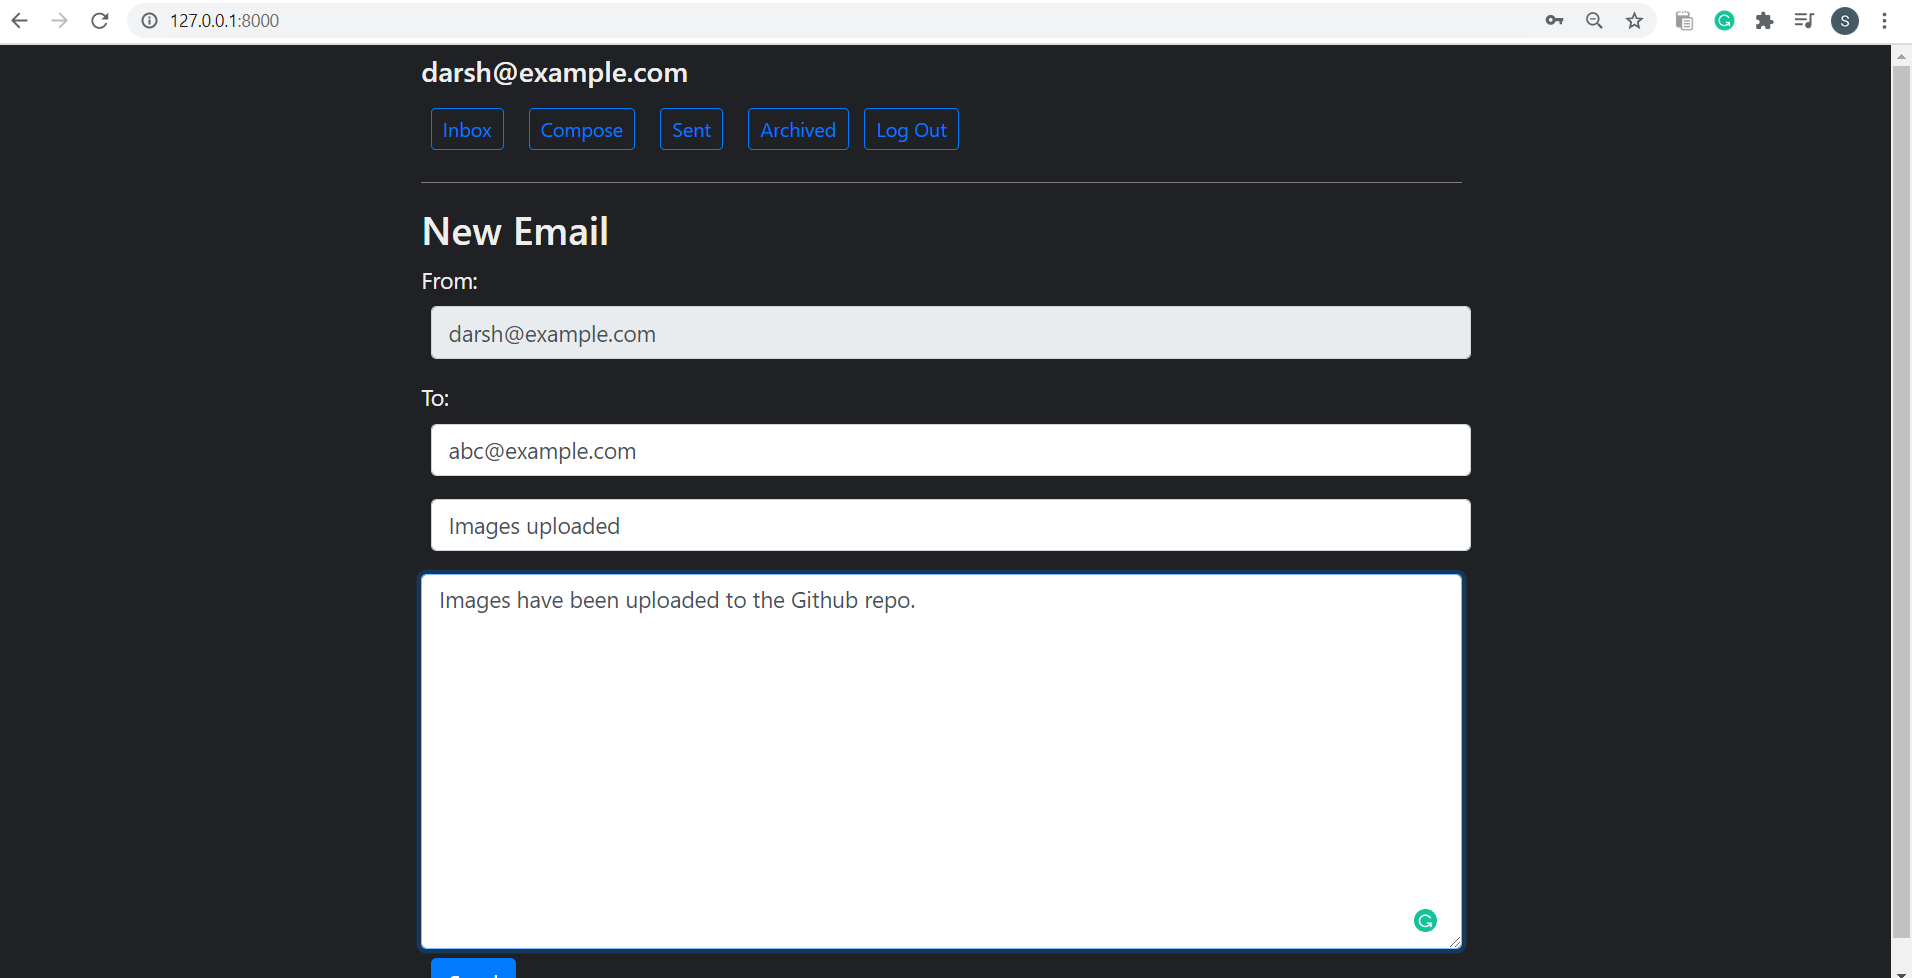 127.0.0.1:8000
S
darsh@example.com
Inbox Compose Sent Archived Log Out
New Email
From:
darsh@example.com
To:
abc@example.com
Images uploaded
Images have been uploaded to the Github repo.